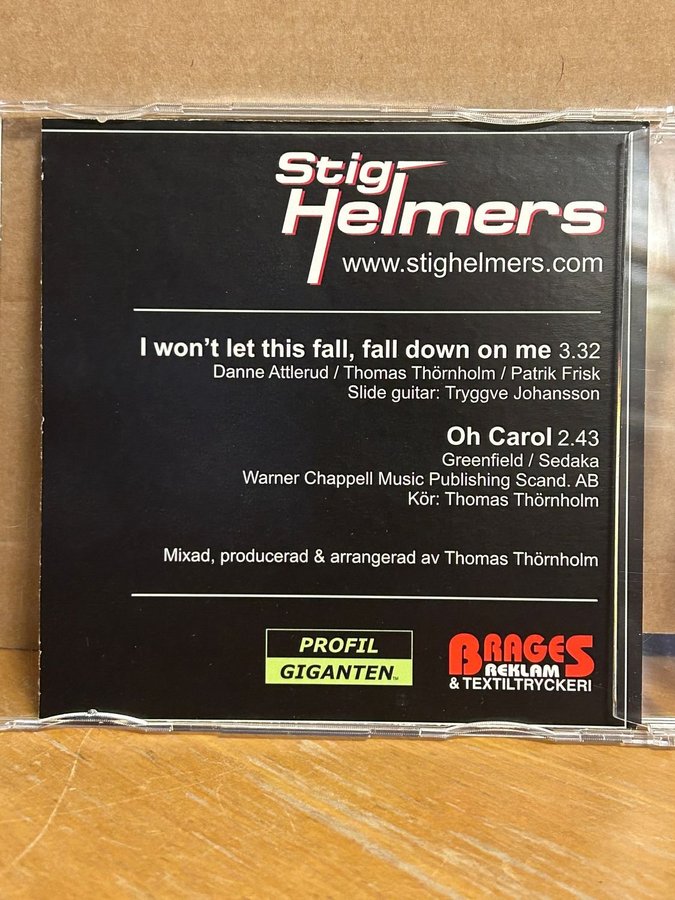 Stig
Helmers
www.stighelmers.com
I won't let this fall, fall down on me 3.32
Danne Attlerud / Thomas Thörnholm / Patrik Frisk
Slide guitar: Tryggve Johansson
Oh Carol 2.43
Greenfield / Sedaka
Warner Chappell Music Publishing Scand. AB
Kör: Thomas Thörnholm
Mixad, producerad & arrangerad av Thomas Thörnholm
PROFIL
GIGANTEN™
BRAGES
REKLAM
& TEXTILTRYCKERI